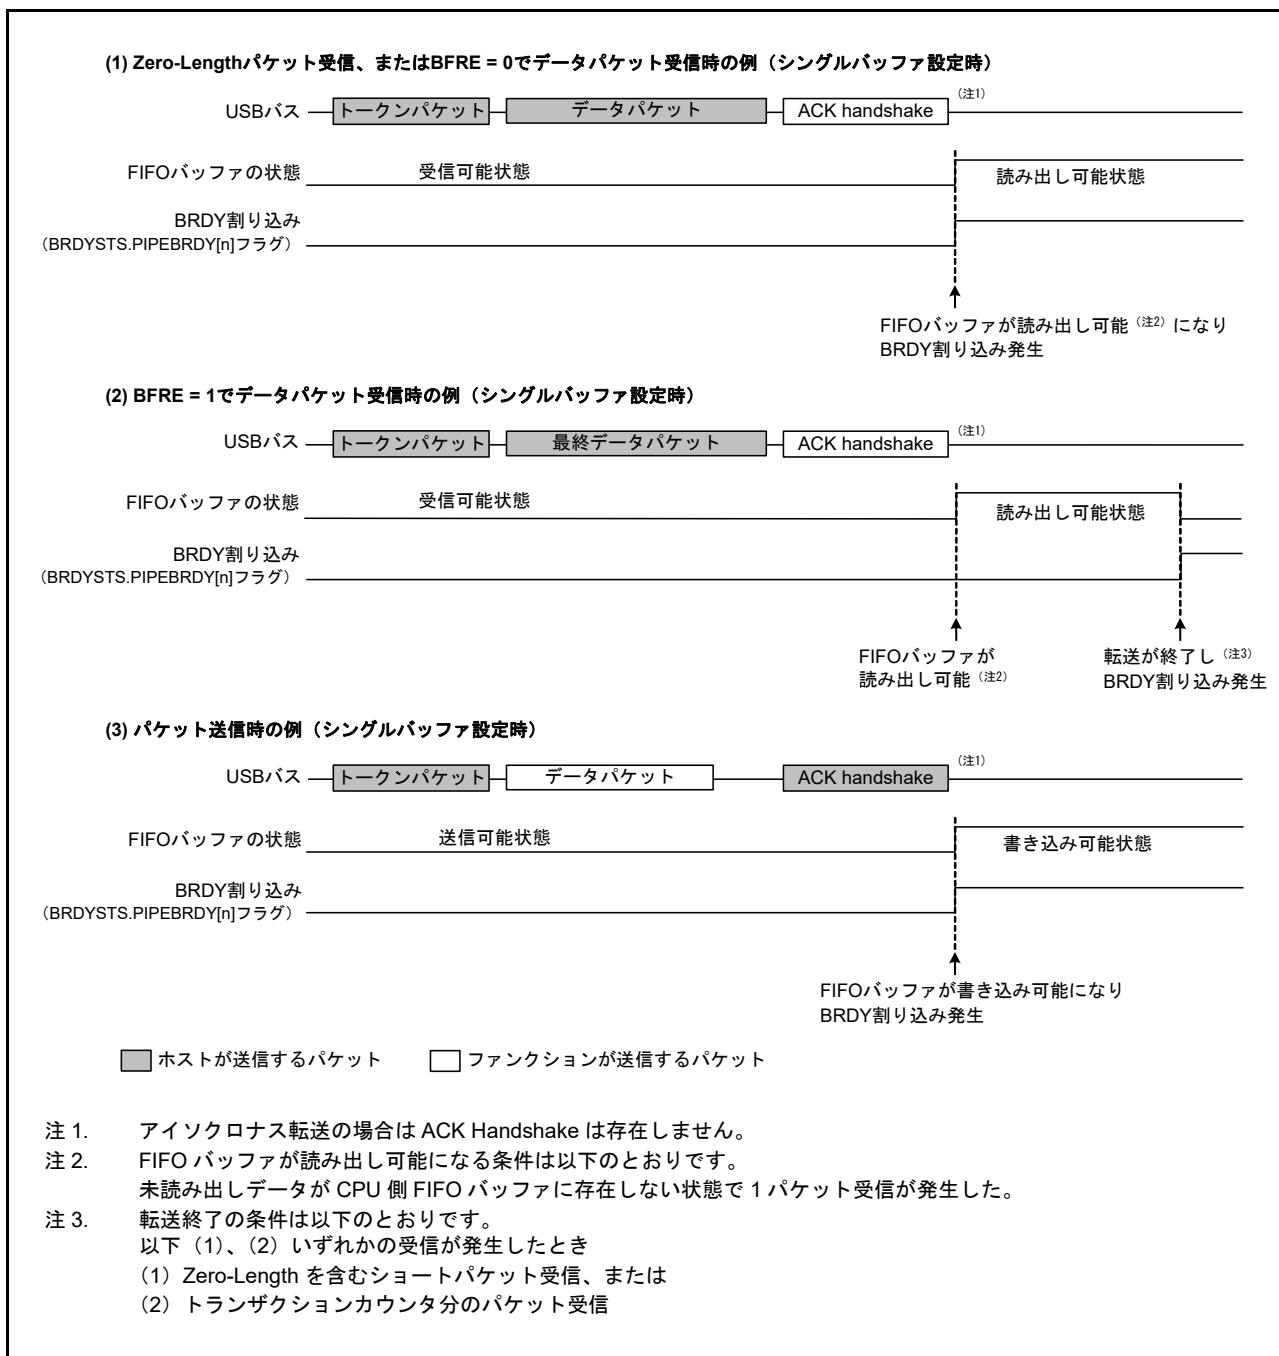 (1) Zero-Lengthパケット受信、またはBFRE = 0でデータパケット受信時の例（シングルバッファ設定時）
USBバス トークンパケット データパケット ACK handshake （注1）
FIFOバッファの状態 受信可能状態 読み出し可能状態
BRDY割り込み
（BRDYSTS.PIPEBRDY[n]フラグ）
FIFOバッファが読み出し可能（注2）になり
BRDY割り込み発生
(2) BFRE = 1でデータパケット受信時の例（シングルバッファ設定時）
USBバス トークンパケット 最終データパケット ACK handshake （注1）
FIFOバッファの状態 受信可能状態 読み出し可能状態
BRDY割り込み
（BRDYSTS.PIPEBRDY[n]フラグ）
FIFOバッファが
読み出し可能（注2）
転送が終了し（注3）
BRDY割り込み発生
(3) パケット送信時の例（シングルバッファ設定時）
USBバス トークンパケット データパケット ACK handshake （注1）
FIFOバッファの状態 送信可能状態 書き込み可能状態
BRDY割り込み
（BRDYSTS.PIPEBRDY[n]フラグ）
FIFOバッファが書き込み可能になり
BRDY割り込み発生
ホストが送信するパケット ファンクションが送信するパケット
注 1. アイソクロナス転送の場合は ACK Handshake は存在しません。
注 2. FIFO バッファが読み出し可能になる条件は以下のとおりです。
未読み出しデータが CPU 側 FIFO バッファに存在しない状態で 1 パケット受信が発生した。
注 3. 転送終了の条件は以下のとおりです。
以下（1）、（2）いずれかの受信が発生したとき
（1）Zero-Length を含むショートパケット受信、または
（2）トランザクションカウンタ分のパケット受信